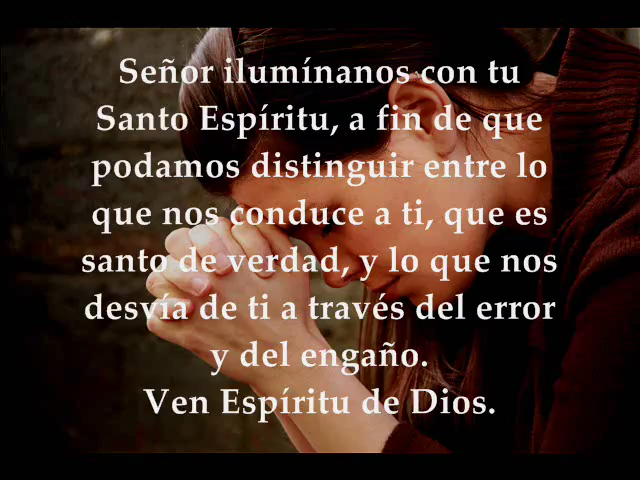 Señor ilumínanos con tu
Santo Espíritu, a fin de que
podamos distinguir entre lo
que nos conduce a ti, que es
santo de verdad, y lo que nos
desvía de ti a través del error
y del engaño.
Ven Espíritu de Dios.